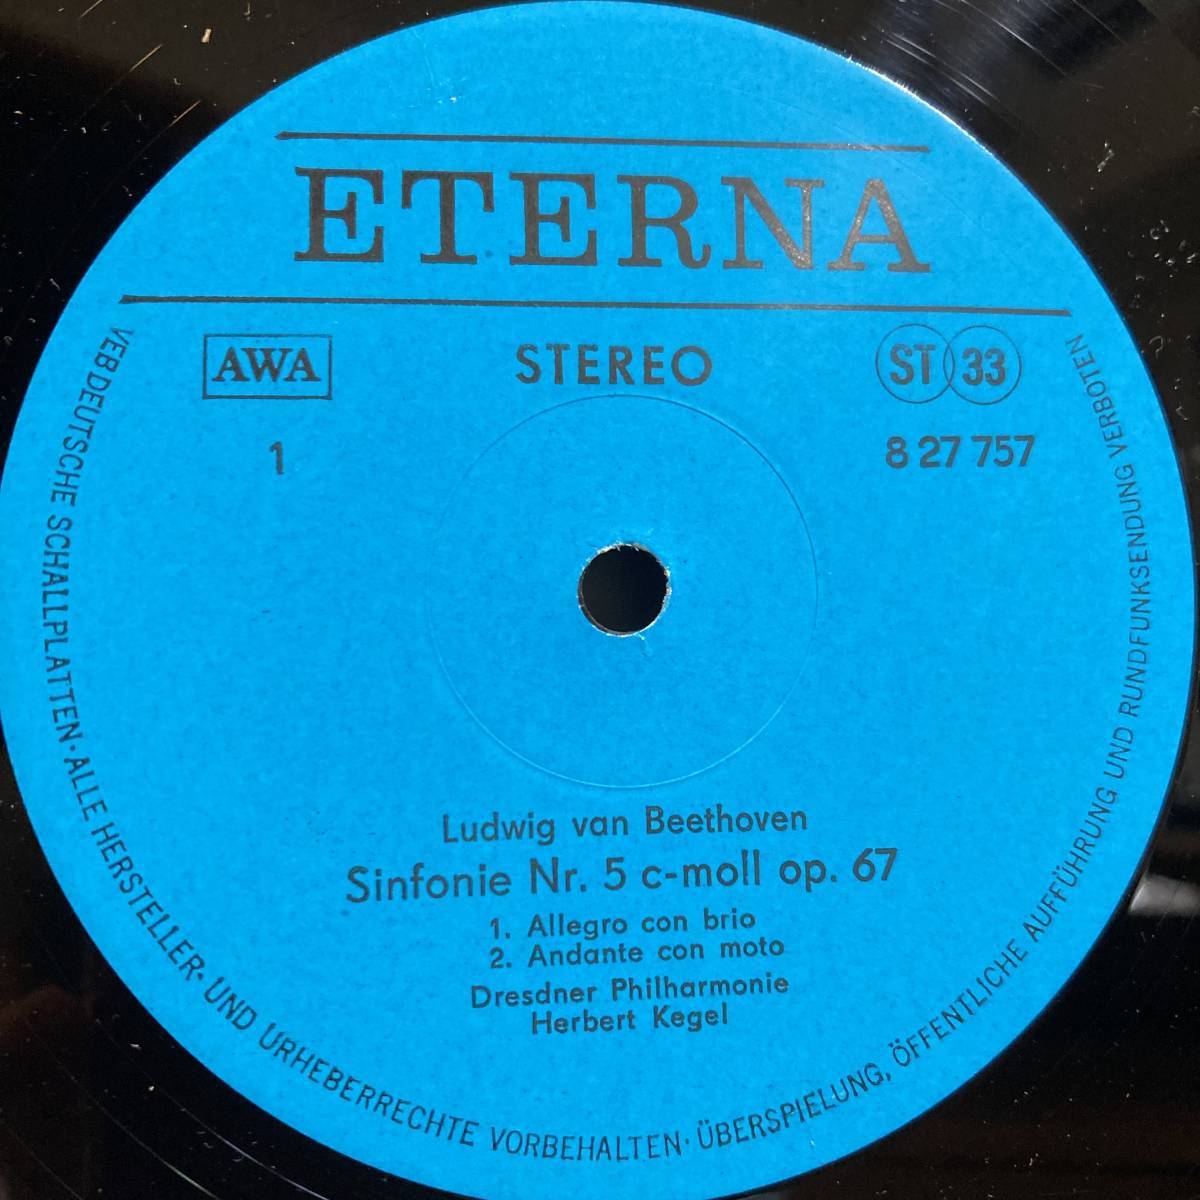 ETERNA
AWA
STEREO
ST 33
1
8 27 757
Ludwig van Beethoven
Sinfonie Nr. 5 c-moll op. 67
1. Allegro con brio
2. Andante con moto
Dresdner Philharmonie
Herbert Kegel
VEB DEUTSCHE SCHALLPLATTEN · ALLE HERSTELLER- UND URHEBERRECHTE VORBEHALTEN · ÜBERSPIELUNG, ÖFFENTLICHE AUFFÜHRUNG UND RUNDFUNKSENDUNG VERBOTEN